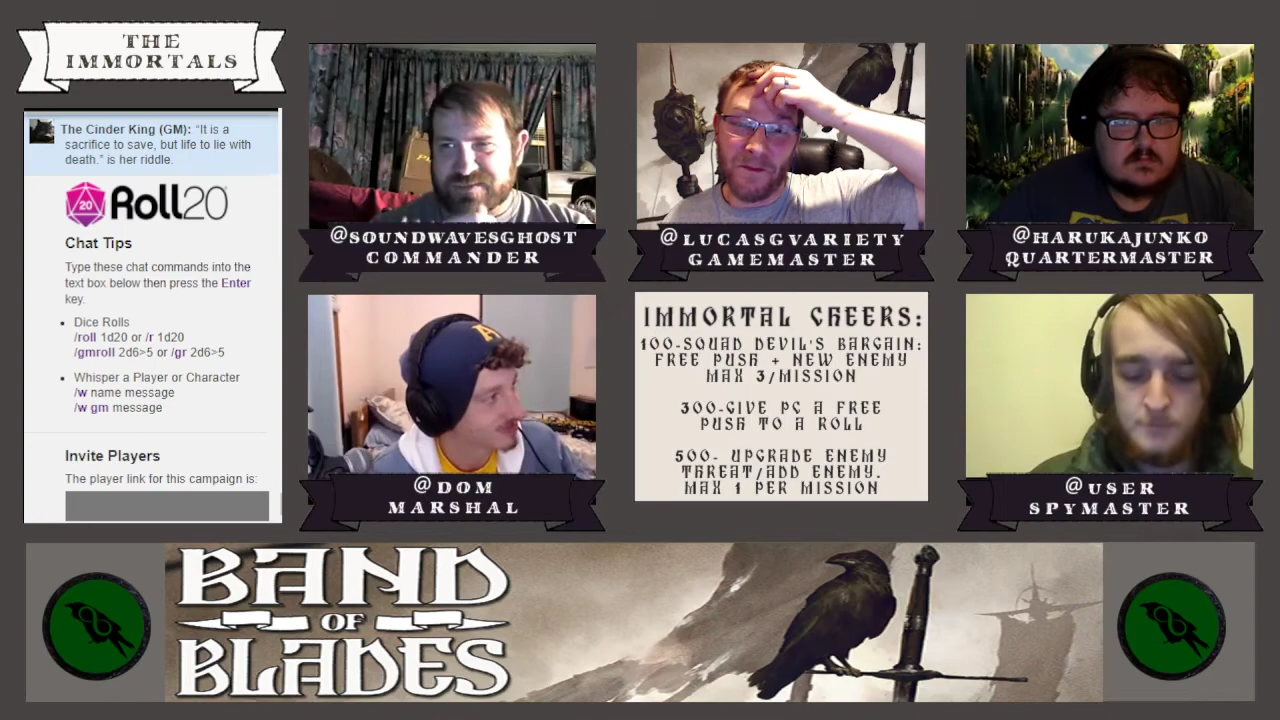 THE
IMMORTALS
The Cinder King (GM): “It is a
sacrifice to save, but life to lie with
death.” is her riddle.
20
Roll20
Chat Tips
Type these chat commands into the
text box below then press the Enter
key.
Dice Rolls
/roll 1d20 or /r 1d20
/gmroll 2d6>5 or /gr 2d6>5
Whisper a Player or Character
/w name message
/w gm message
Invite Players
The player link for this campaign is:
@SOUNDWAVESGHOST
COMMANDER
@LUCASGVARIETY
GAMEMASTER
@HARUKAJUNKO
QUARTERMASTER
A
@DOM
MARSHAL
IMMORTAL CHEERS:
100-SQUAD DEVIL'S BARGAIN:
FREE PUSH + NEW ENEMY
MAX 3/MISSION
300-GIVE PC A FREE
PUSH TO A ROLL
500- UPGRADE ENEMY
THREAT/ADD ENEMY.
MAX 1 PER MISSION
@USER
SPYMASTER
BAND
OF
BLADES